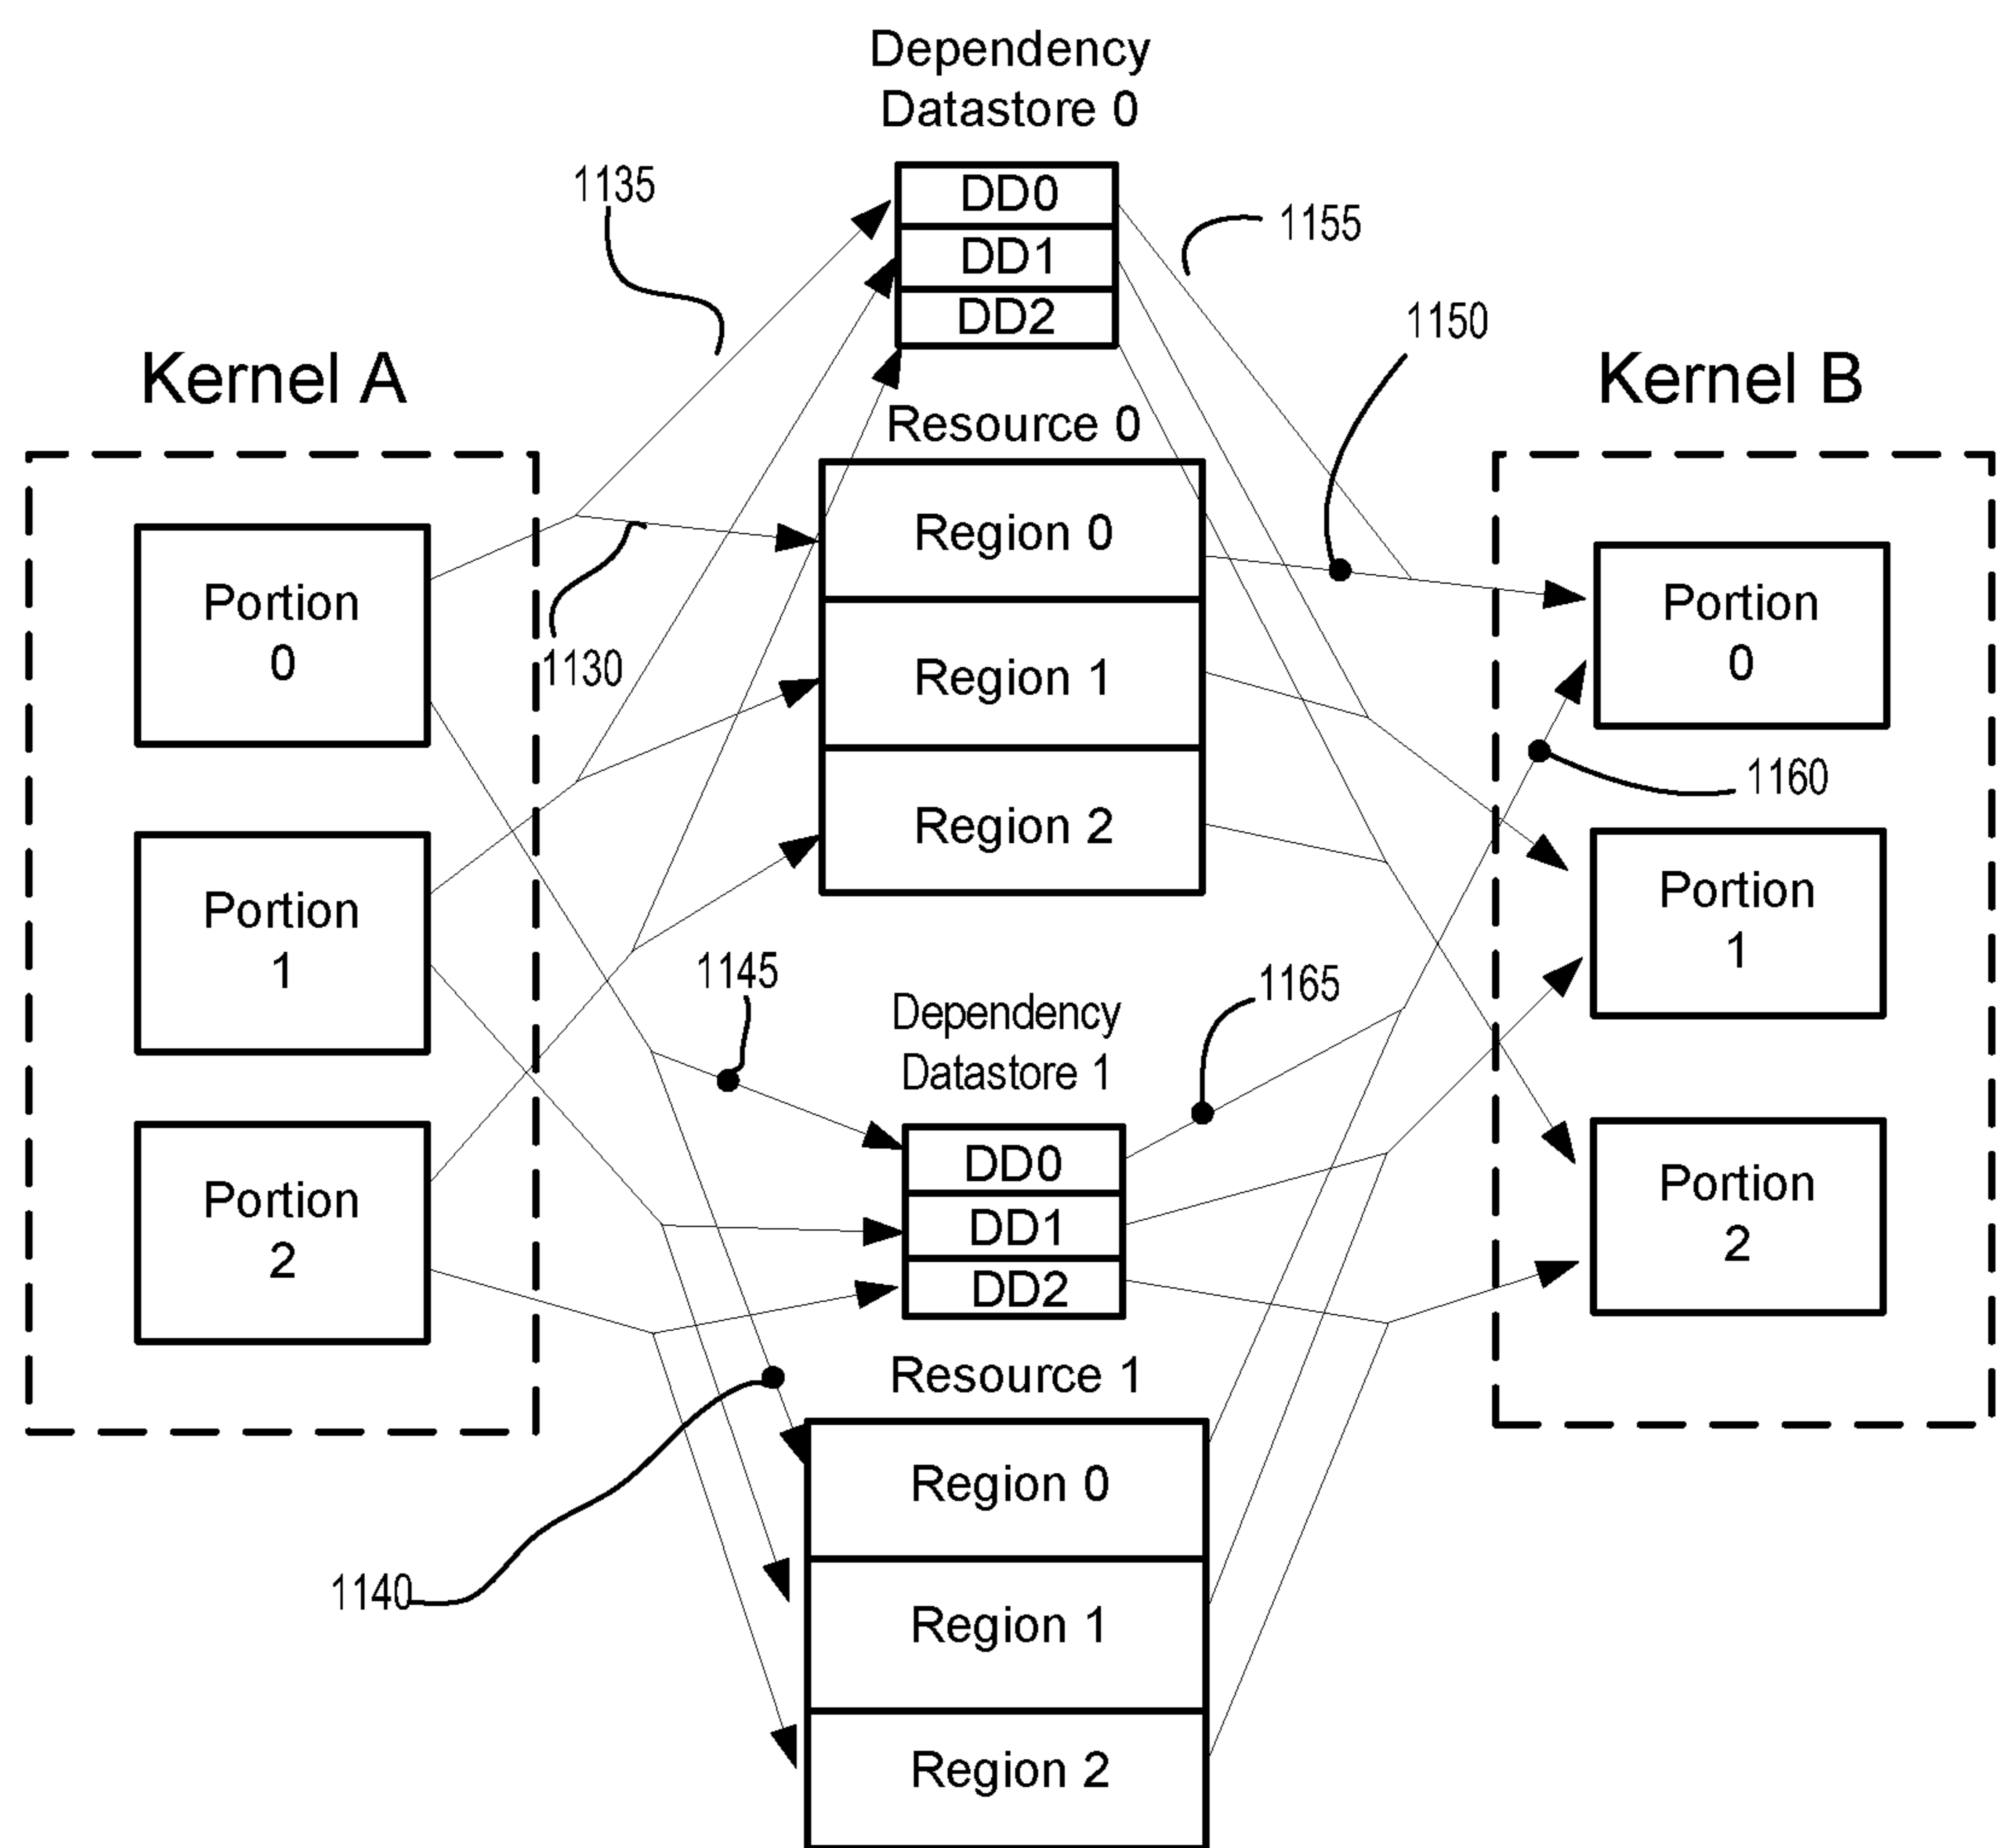 Dependency
Datastore 0
1135
DD0
1155
DD1
DD2
1150
Kernel A
Kernel B
Resource 0
Region 0
Portion
0
Portion
0
1130
Region 1
1160
Region 2
Portion
1
Portion
1
1145
1165
Dependency
Datastore 1
DD0
Portion
2
Portion
2
DD1
DD2
Resource 1
Region 0
1140
Region 1
Region 2